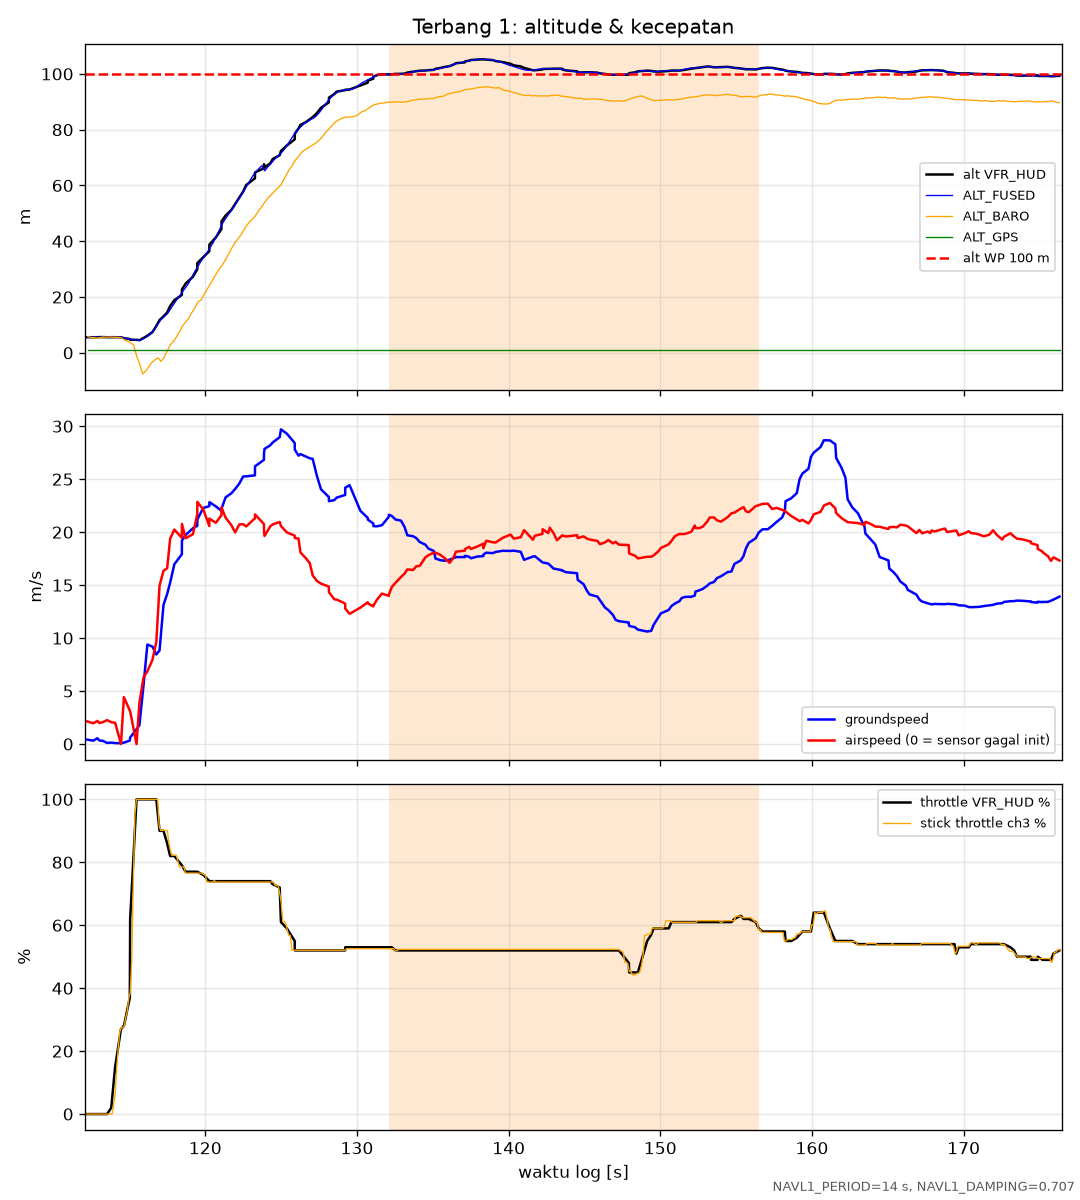 Terbang 1: altitude & kecepatan
100
80
60
40
20
0
m
alt VFR_HUD
ALT_FUSED
ALT_BARO
ALT_GPS
alt WP 100 m
30
25
20
15
10
5
0
m/s
groundspeed
airspeed (0 = sensor gagal init)
100
80
60
40
20
0
%
throttle VFR_HUD %
stick throttle ch3 %
120 130 140 150 160 170
waktu log [s]
NAVL1_PERIOD=14 s, NAVL1_DAMPING=0.707